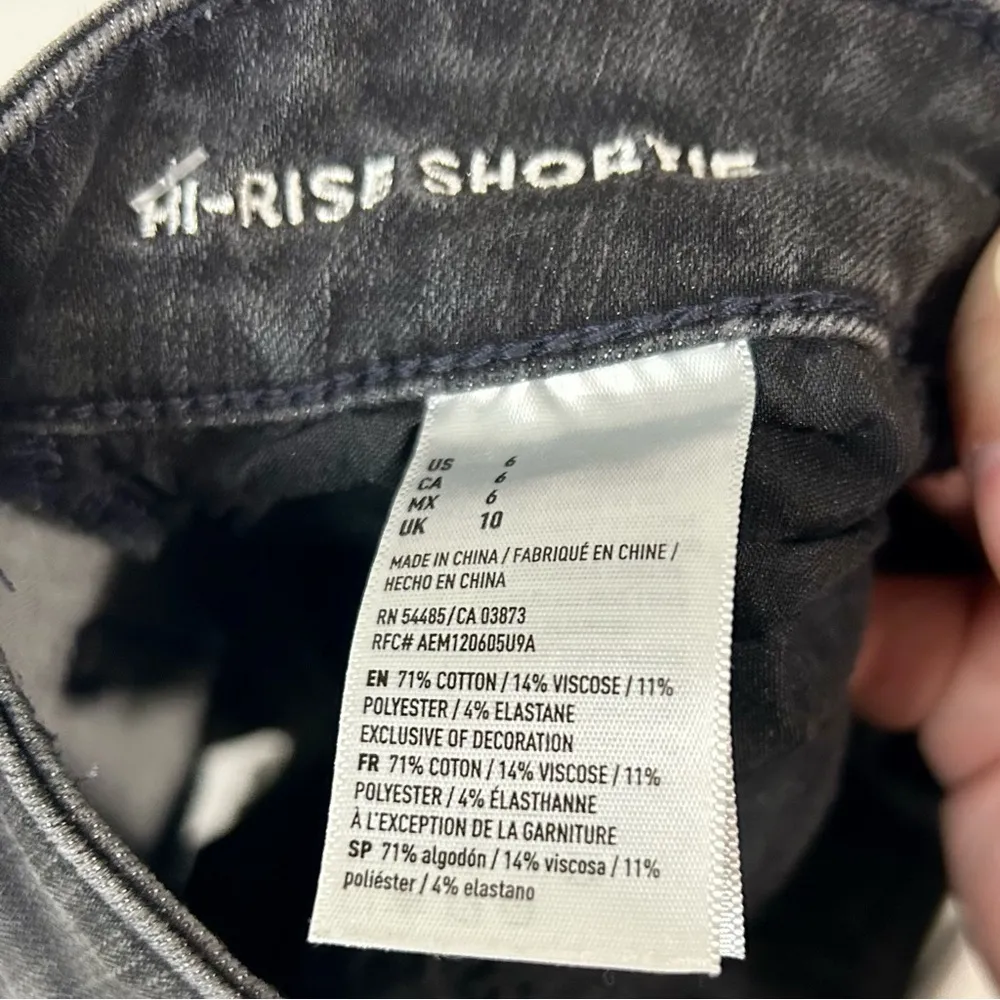 HI-RISE SHORTIE
US 6
CA 6
MX 6
UK 10
MADE IN CHINA / FABRIQUÉ EN CHINE /
HECHO EN CHINA
RN 54485/CA 03873
RFC# AEM120605U9A
EN 71% COTTON / 14% VISCOSE / 11%
POLYESTER / 4% ELASTANE
EXCLUSIVE OF DECORATION
FR 71% COTON / 14% VISCOSE / 11%
POLYESTER / 4% ÉLASTHANNE
À L'EXCEPTION DE LA GARNITURE
SP 71% algodón / 14% viscosa / 11%
poliéster / 4% elastano